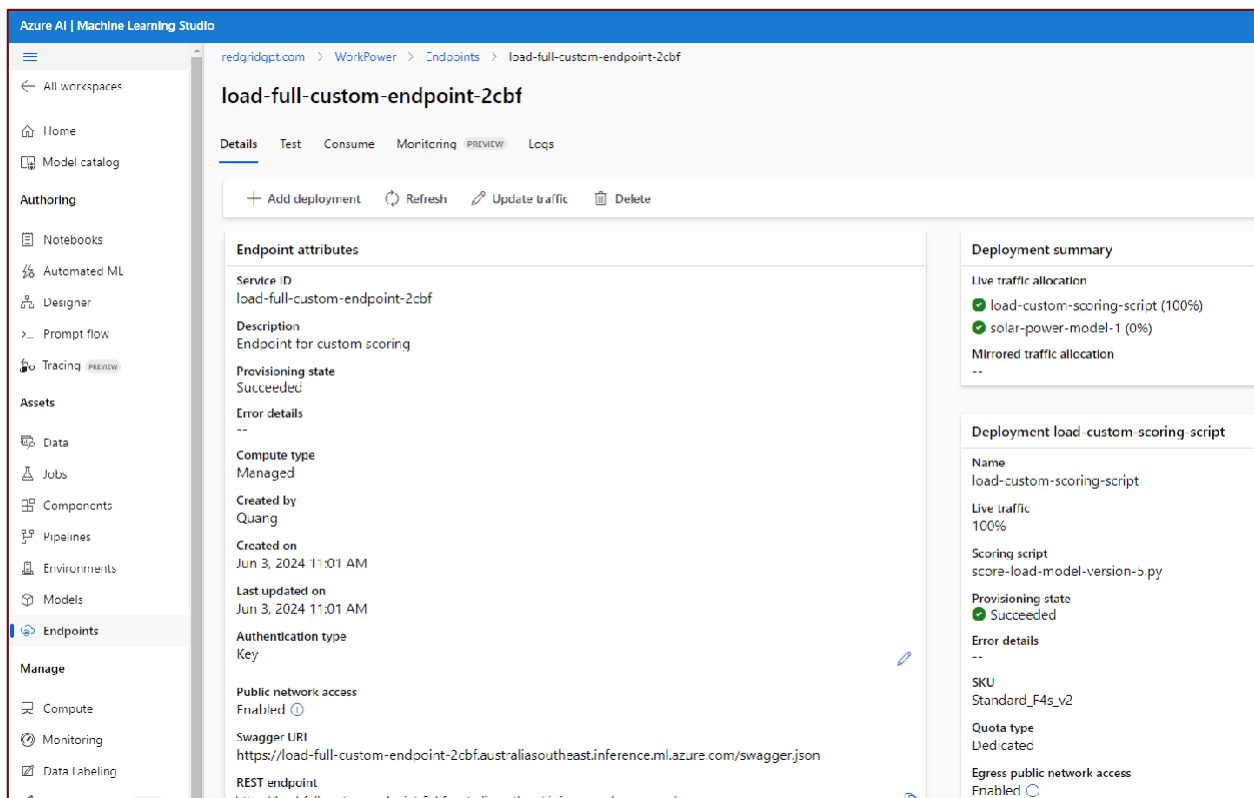 Azure AI | Machine Learning Studio
All workspaces
Home
Model catalog
Authoring
Notebooks
Automated ML
Designer
Prompt flow
Tracing PREVIEW
Assets
Data
Jobs
Components
Pipelines
Environments
Models
Endpoints
Manage
Compute
Monitoring
Data Labeling
redgridgpt.com > WorkPower > Endpoints > load-full-custom-endpoint-2cbf
load-full-custom-endpoint-2cbf
Details Test Consume Monitoring PREVIEW Logs
Add deployment Refresh Update traffic Delete
Endpoint attributes
Service ID
load-full-custom-endpoint-2cbf
Description
Endpoint for custom scoring
Provisioning state
Succeeded
Error details
--
Compute type
Managed
Created by
Quang
Created on
Jun 3, 2024 11:01 AM
Last updated on
Jun 3, 2024 11:01 AM
Authentication type
Key
Public network access
Enabled
Swagger URI
https://load-full-custom-endpoint-2cbf.australiasoutheast.inference.ml.azure.com/swagger.json
REST endpoint
Deployment summary
Live traffic allocation
load-custom-scoring-script (100%)
solar-power-model-1 (0%)
Mirrored traffic allocation
--
Deployment load-custom-scoring-script
Name
load-custom-scoring-script
Live traffic
100%
Scoring script
score-load-model-version-5.py
Provisioning state
Succeeded
Error details
--
SKU
Standard_F4s_v2
Quota type
Dedicated
Egress public network access
Enabled